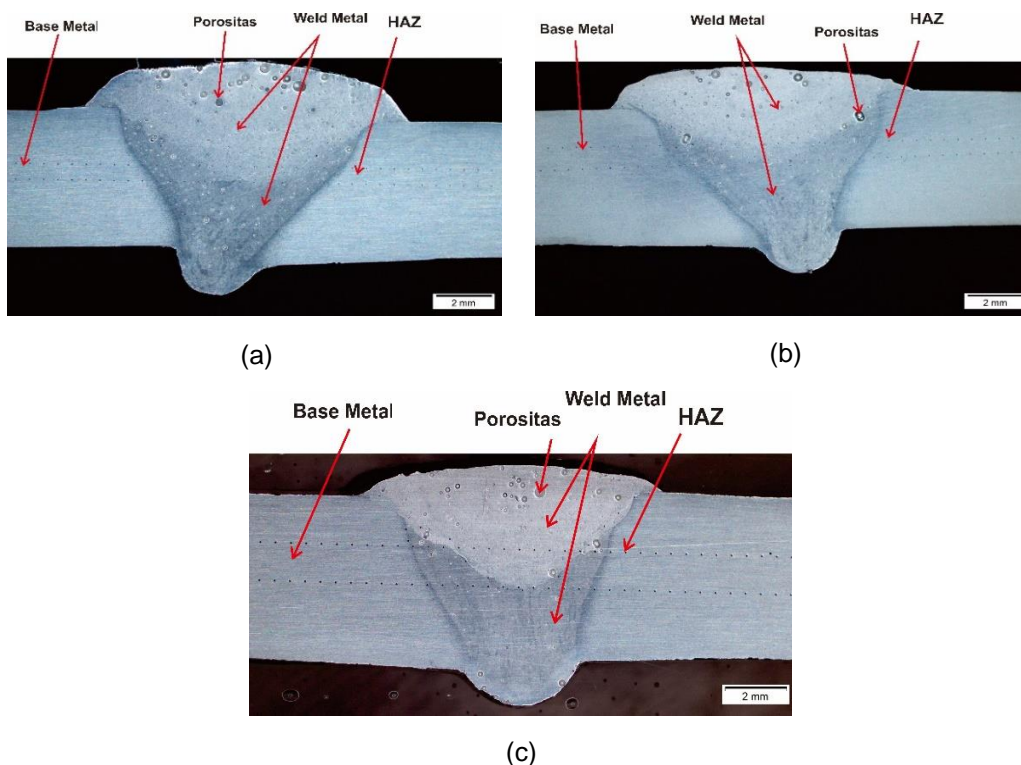 Base Metal
Porositas
Weld Metal
HAZ
2 mm
(a)
Base Metal
Weld Metal
Porositas
HAZ
2 mm
(b)
Base Metal
Porositas
Weld Metal
HAZ
2 mm
(c)